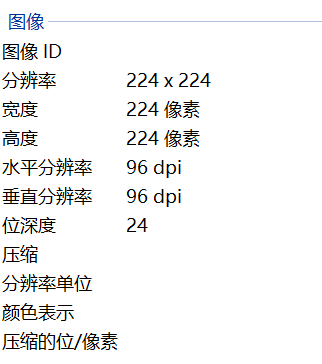 图像
图像 ID
分辨率 224 x 224
宽度 224 像素
高度 224 像素
水平分辨率 96 dpi
垂直分辨率 96 dpi
位深度 24
压缩
分辨率单位
颜色表示
压缩的位/像素